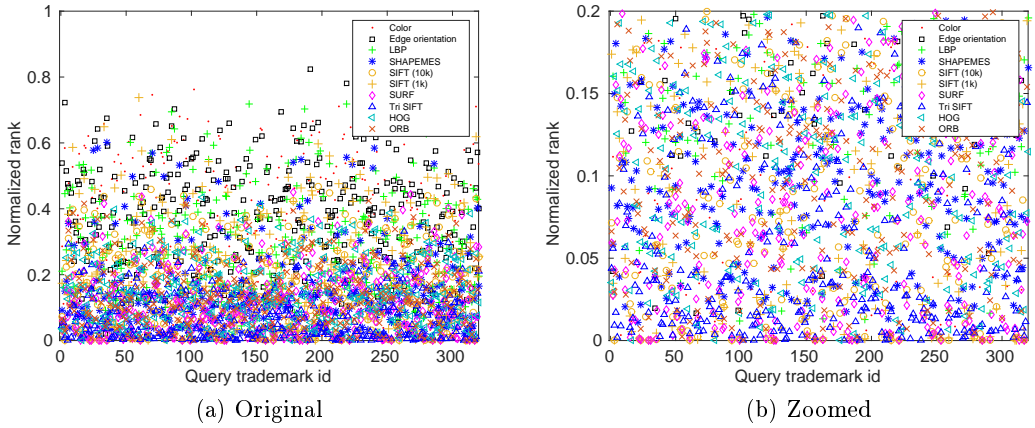 1
0.8
0.6
0.4
0.2
0
Normalized rank
0 50 100 150 200 250 300
Query trademark id
Color
Edge orientation
LBP
SHAPEMES
SIFT (10k)
SIFT (1k)
SURF
Tri SIFT
HOG
ORB
(a) Original
0.2
0.15
0.1
0.05
0
Normalized rank
0 50 100 150 200 250 300
Query trademark id
Color
Edge orientation
LBP
SHAPEMES
SIFT (10k)
SIFT (1k)
SURF
Tri SIFT
HOG
ORB
(b) Zoomed